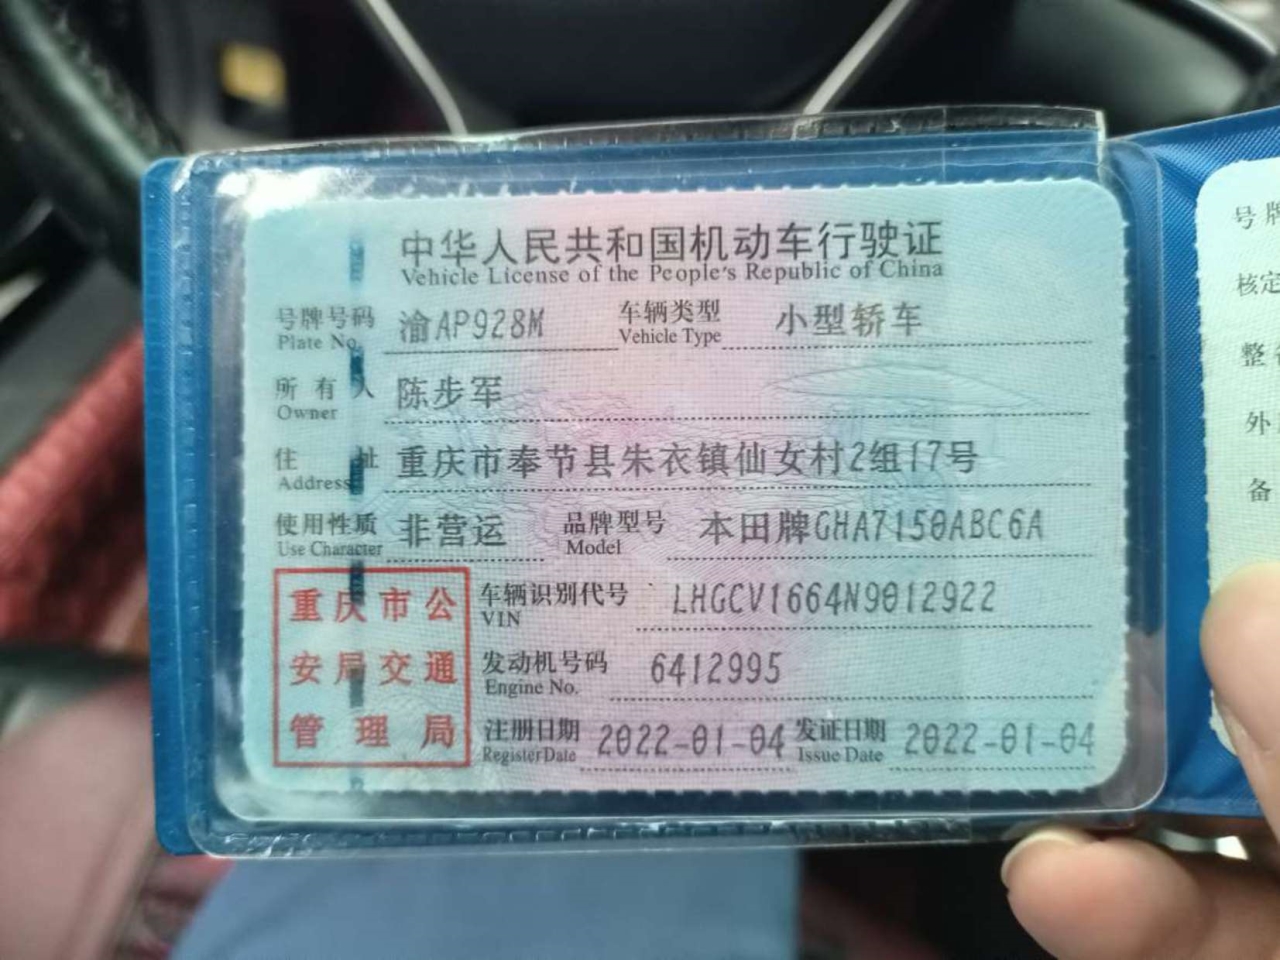 中华人民共和国机动车行驶证
Vehicle License of the People's Republic of China
号牌号码 渝AP928M 车辆类型 小型轿车
Plate No. Vehicle Type
所有人 陈步军
Owner
住址 重庆市奉节县朱衣镇仙女村2组17号
Address
使用性质 非营运 品牌型号 本田牌GHA7150ABC6A
Use Character Model
重庆市公
安局交通
管理局
车辆识别代号 LHGCV1664N9012922
VIN
发动机号码 6412995
Engine No.
注册日期 2022-01-04 发证日期 2022-01-04
Register Date Issue Date
号牌
核定
整
外
备